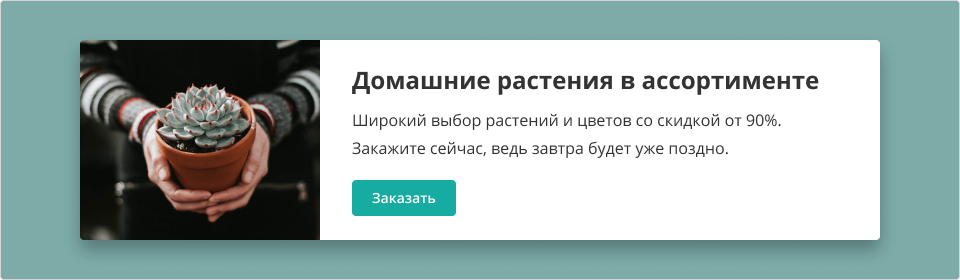 Домашние растения в ассортименте
Широкий выбор растений и цветов со скидкой от 90%.
Закажите сейчас, ведь завтра будет уже поздно.
Заказать